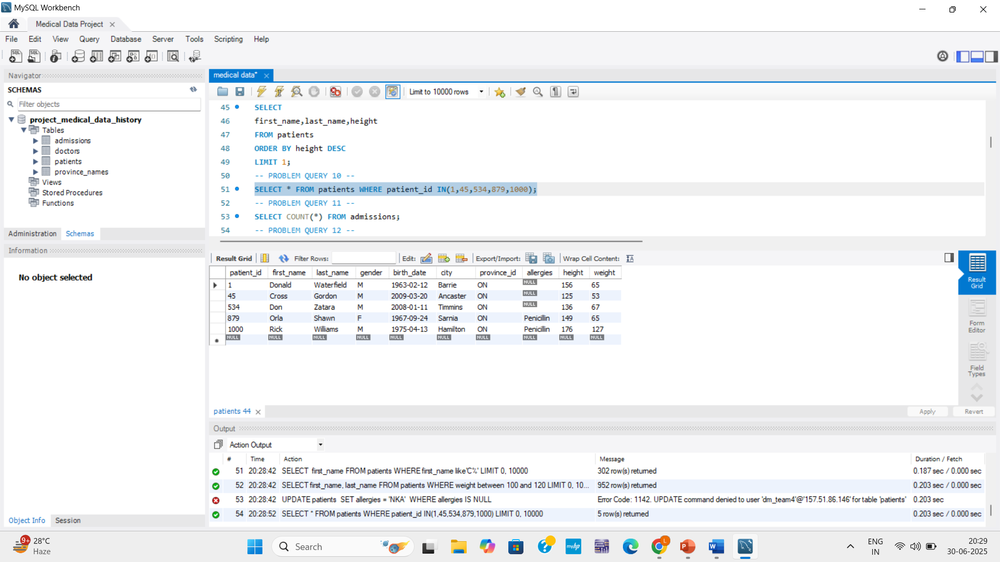 MySQL Workbench
Medical Data Project
File Edit View Query Database Server Tools Scripting Help
Navigator
SCHEMAS
Filter objects
project_medical_data_history
Tables
admissions
doctors
patients
province_names
Views
Stored Procedures
Functions
Administration Schemas
Information
No object selected
Object Info Session
medical data*
Limit to 10000 rows
45 SELECT
46 first_name,last_name,height
47 FROM patients
48 ORDER BY height DESC
49 LIMIT 1;
50 -- PROBLEM QUERY 10 --
51 SELECT * FROM patients WHERE patient_id IN(1,45,534,879,1000);
52 -- PROBLEM QUERY 11 --
53 SELECT COUNT(*) FROM admissions;
54 -- PROBLEM QUERY 12 --
Result Grid Filter Rows: Edit: Export/Import: Wrap Cell Content:
patient_id first_name last_name gender birth_date city province_id allergies height weight
1 Donald Waterfield M 1963-02-12 Barrie ON NULL 156 65
45 Cross Gordon M 2009-03-20 Ancaster ON NULL 125 53
534 Don Zatara M 2008-01-11 Timmins ON NULL 136 67
879 Orla Shawn F 1967-09-24 Sarnia ON Penicillin 149 65
1000 Rick Williams M 1975-04-13 Hamilton ON Penicillin 176 127
NULL NULL NULL NULL NULL NULL NULL NULL NULL NULL
Result
Grid
Form
Editor
Field
Types
patients 44
Apply Revert
Output
Action Output
# Time Action Message Duration / Fetch
51 20:28:42 SELECT first_name FROM patients WHERE first_name like'C%' LIMIT 0, 10000 302 row(s) returned 0.187 sec / 0.000 sec
52 20:28:42 SELECT first_name, last_name FROM patients WHERE weight between 100 and 120 LIMIT 0, 10... 952 row(s) returned 0.203 sec / 0.000 sec
53 20:28:42 UPDATE patients SET allergies = 'NKA' WHERE allergies IS NULL Error Code: 1142. UPDATE command denied to user 'dm_team4'@'157.51.86.146' for table 'patients' 0.203 sec
54 20:28:52 SELECT * FROM patients WHERE patient_id IN(1,45,534,879,1000) LIMIT 0, 10000 5 row(s) returned 0.203 sec / 0.000 sec
9+
28°C
Haze
Search
myhp
ENG
IN
20:29
30-06-2025